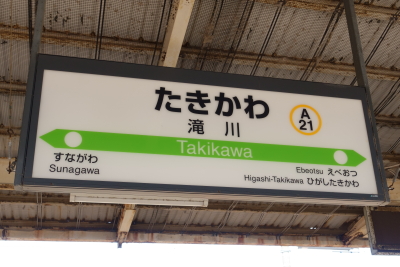 たきかわ
滝川
A
21
Takikawa
すながわ
Sunagawa
Ebeotsu えべおつ
Higashi-Takikawa ひがしたきかわ